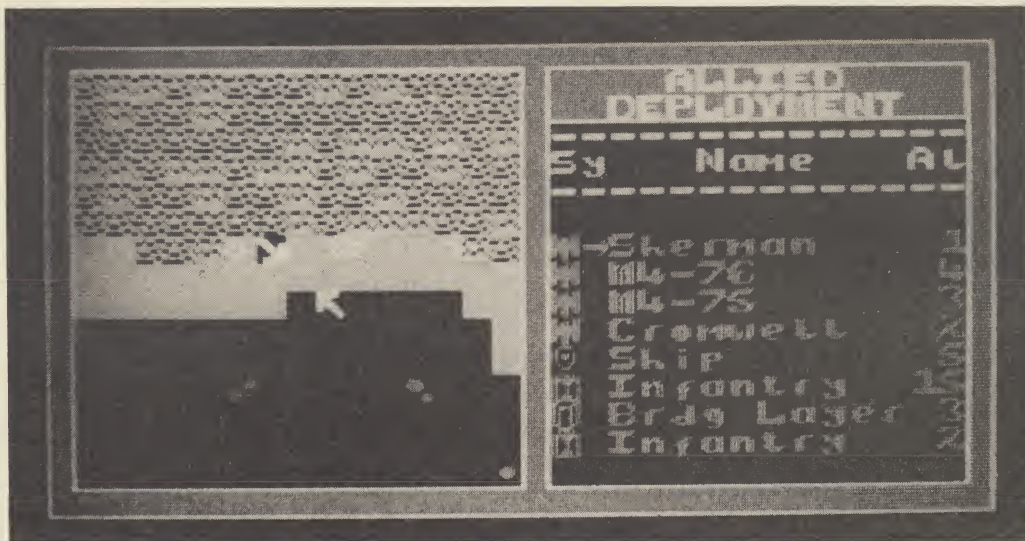 ALLIED
DEPLOYMENT
Sy Name AL
Sherman
M4-76
M4-75
Cromwell
Ship
Infantry
Brdg Layer
Infantry